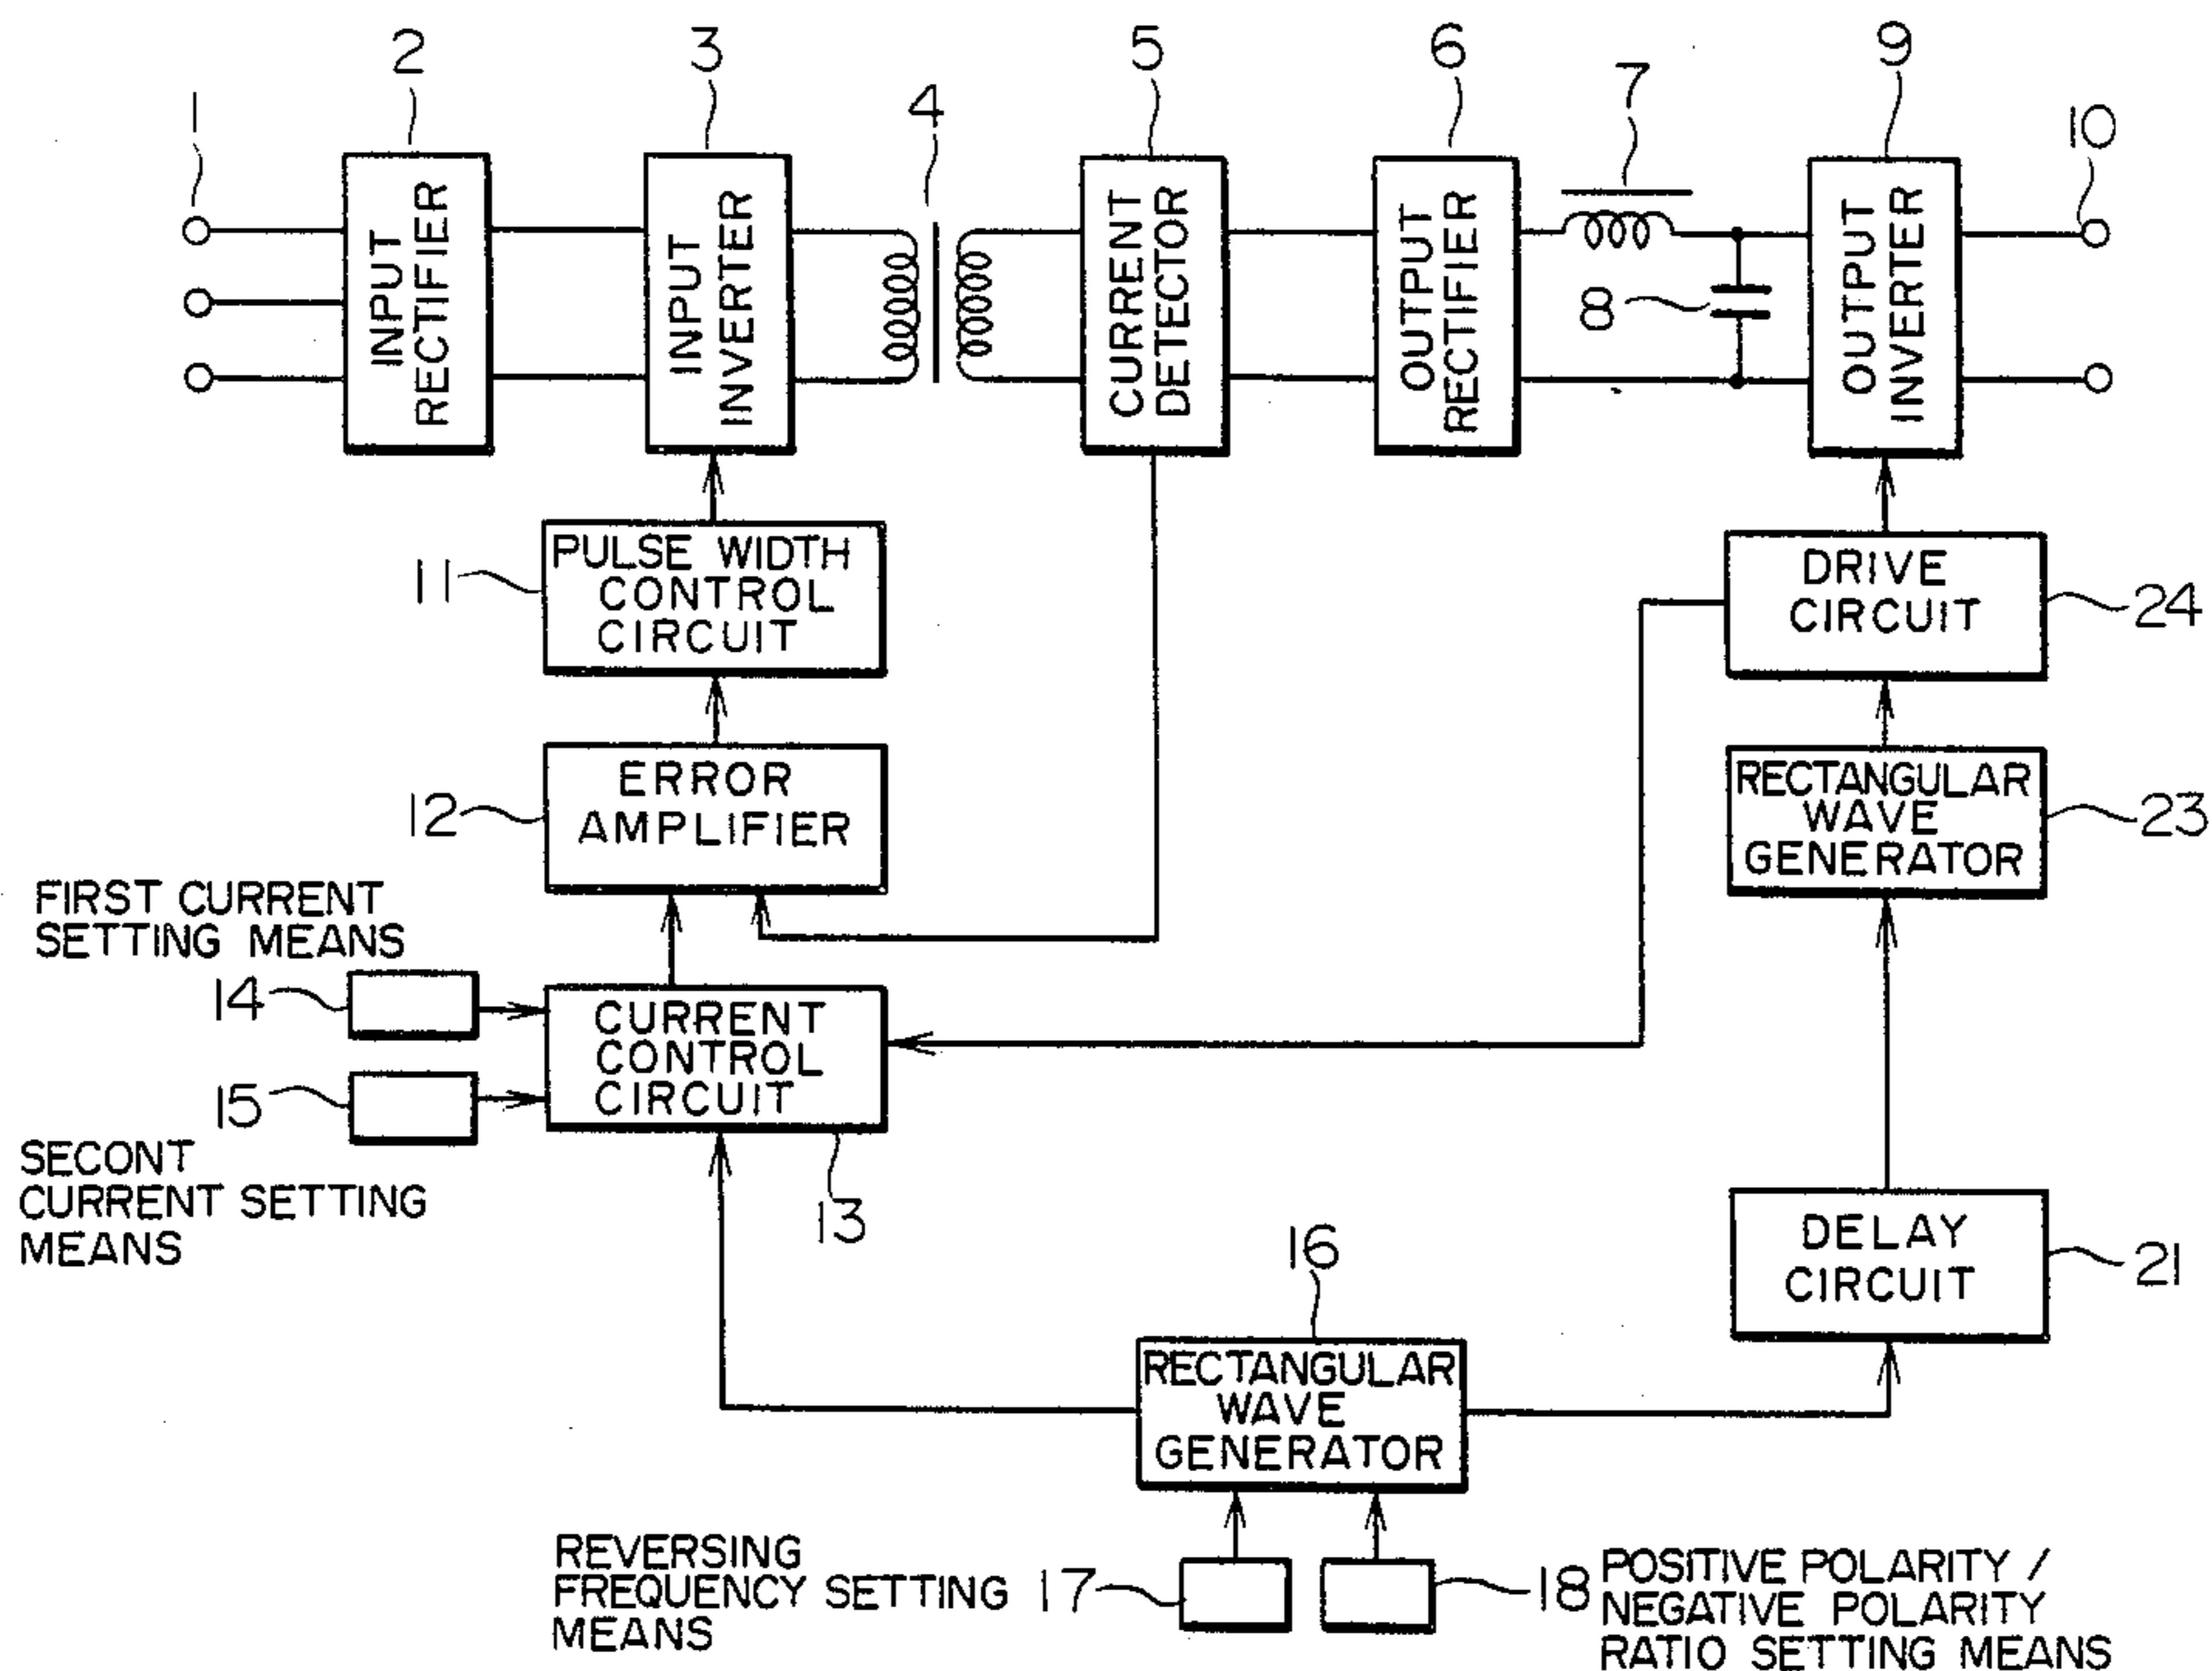 1
2
3
4
5
6
7
8
9
10
INPUT
RECTIFIER
INPUT
INVERTER
CURRENT
DETECTOR
OUTPUT
RECTIFIER
OUTPUT
INVERTER
11
PULSE WIDTH
CONTROL
CIRCUIT
DRIVE
CIRCUIT
24
12
ERROR
AMPLIFIER
RECTANGULAR
WAVE
GENERATOR
23
FIRST CURRENT
SETTING MEANS
14
15
CURRENT
CONTROL
CIRCUIT
13
SECONT
CURRENT SETTING
MEANS
DELAY
CIRCUIT
21
16
RECTANGULAR
WAVE
GENERATOR
REVERSING
FREQUENCY SETTING
MEANS
17
18
POSITIVE POLARITY /
NEGATIVE POLARITY
RATIO SETTING MEANS